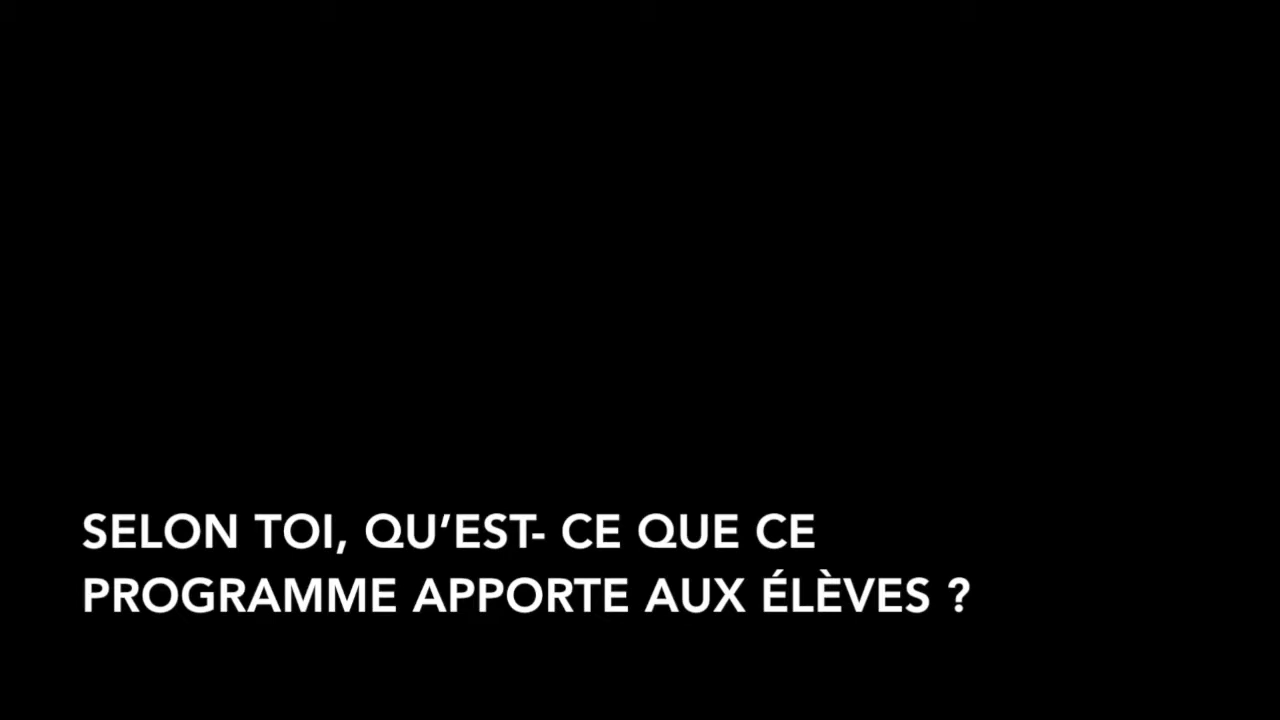 SELON TOI, QU’EST- CE QUE CE
PROGRAMME APPORTE AUX ÉLÈVES ?